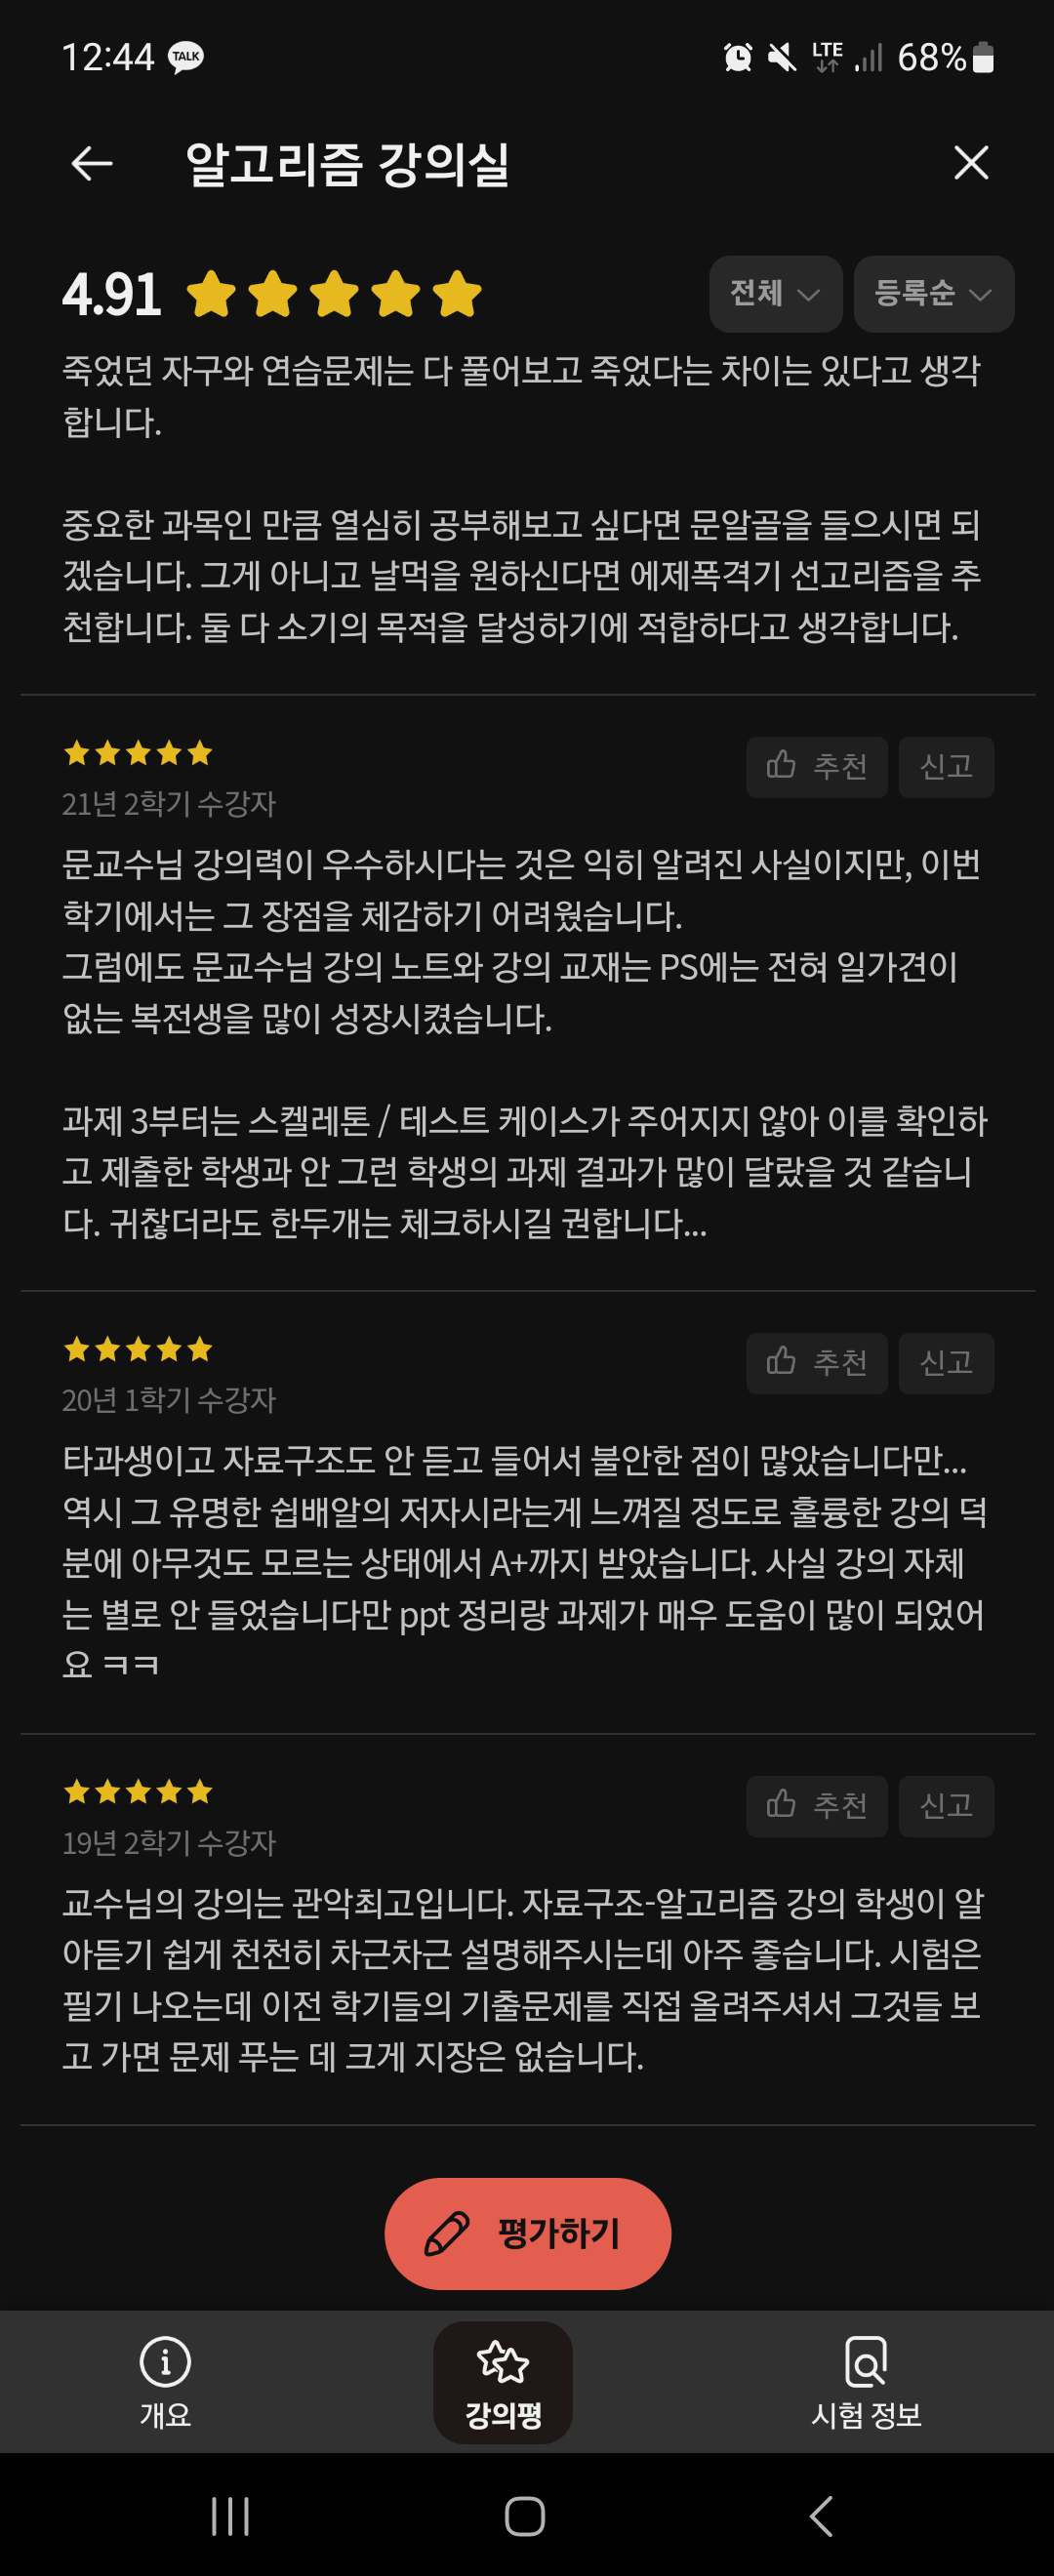 12:44 TALK LTE 68%
알고리즘 강의실
4.91 전체 등록순
죽었던 자구와 연습문제는 다 풀어보고 죽었다는 차이는 있다고 생각
합니다.
중요한 과목인 만큼 열심히 공부해보고 싶다면 문알골을 들으시면 되
겠습니다. 그게 아니고 날먹을 원하신다면 에제폭격기 선고리즘을 추
천합니다. 둘 다 소기의 목적을 달성하기에 적합하다고 생각합니다.
추천 신고
21년 2학기 수강자
문교수님 강의력이 우수하시다는 것은 익히 알려진 사실이지만, 이번
학기에서는 그 장점을 체감하기 어려웠습니다.
그럼에도 문교수님 강의 노트와 강의 교재는 PS에는 전혀 일가견이
없는 복전생을 많이 성장시켰습니다.
과제 3부터는 스켈레톤 / 테스트 케이스가 주어지지 않아 이를 확인하
고 제출한 학생과 안 그런 학생의 과제 결과가 많이 달랐을 것 같습니
다. 귀찮더라도 한두개는 체크하시길 권합니다...
추천 신고
20년 1학기 수강자
타과생이고 자료구조도 안 듣고 들어서 불안한 점이 많았습니다만...
역시 그 유명한 쉽배알의 저자시라는게 느껴질 정도로 훌륭한 강의 덕
분에 아무것도 모르는 상태에서 A+까지 받았습니다. 사실 강의 자체
는 별로 안 들었습니다만 ppt 정리랑 과제가 매우 도움이 많이 되었어
요 ㅋㅋ
추천 신고
19년 2학기 수강자
교수님의 강의는 관악최고입니다. 자료구조-알고리즘 강의 학생이 알
아듣기 쉽게 천천히 차근차근 설명해주시는데 아주 좋습니다. 시험은
필기 나오는데 이전 학기들의 기출문제를 직접 올려주셔서 그것들 보
고 가면 문제 푸는 데 크게 지장은 없습니다.
평가하기
개요 강의평 시험 정보